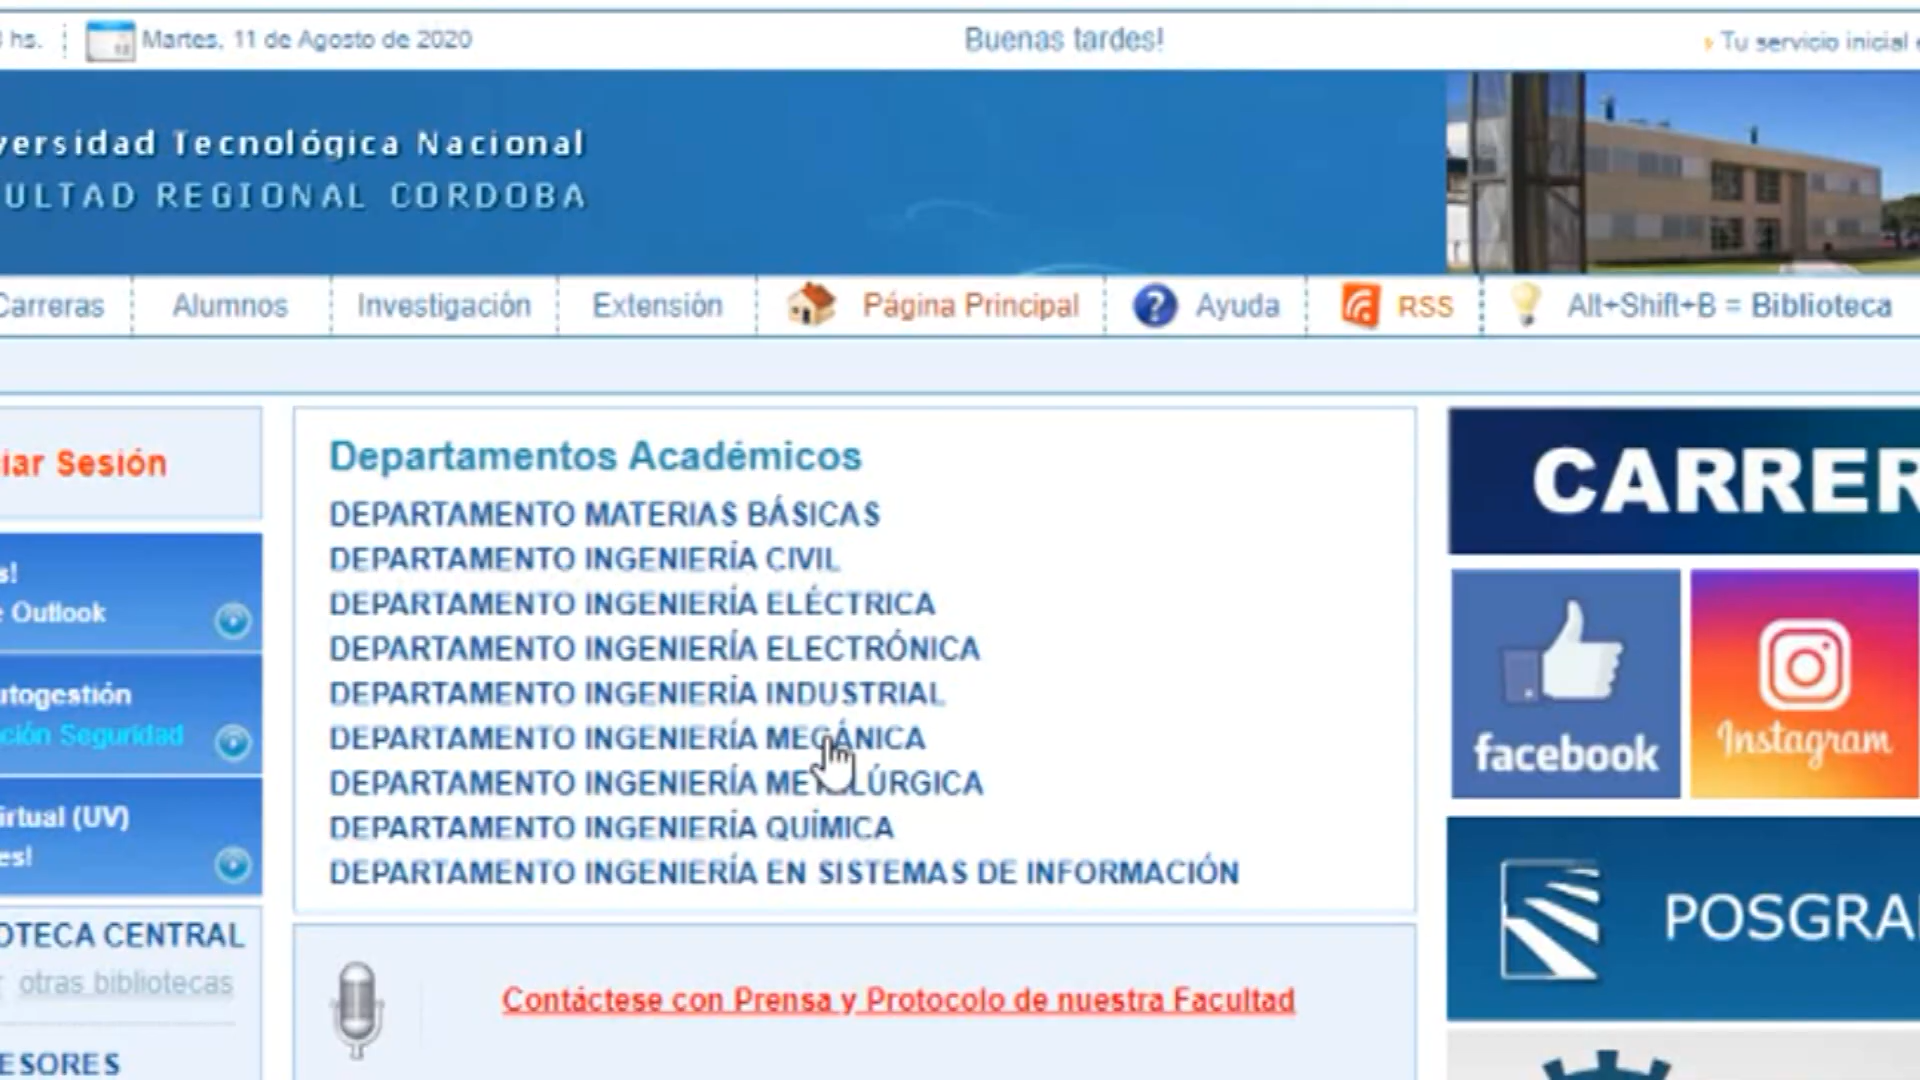 hs.
Martes, 11 de Agosto de 2020
Buenas tardes!
Tu servicio inicial
versidad Tecnológica Nacional
ULTAD REGIONAL CORDOBA
Carreras
Alumnos
Investigación
Extensión
Página Principal
Ayuda
RSS
Alt+Shift+B = Biblioteca
iar Sesión
s!
Outlook
utogestión
ción Seguridad
irtual (UV)
es!
OTECA CENTRAL
otras bibliotecas
ESORES
Departamentos Académicos
DEPARTAMENTO MATERIAS BÁSICAS
DEPARTAMENTO INGENIERÍA CIVIL
DEPARTAMENTO INGENIERÍA ELÉCTRICA
DEPARTAMENTO INGENIERÍA ELECTRÓNICA
DEPARTAMENTO INGENIERÍA INDUSTRIAL
DEPARTAMENTO INGENIERÍA MECÁNICA
DEPARTAMENTO INGENIERÍA METALÚRGICA
DEPARTAMENTO INGENIERÍA QUÍMICA
DEPARTAMENTO INGENIERÍA EN SISTEMAS DE INFORMACIÓN
Contáctese con Prensa y Protocolo de nuestra Facultad
CARRER
facebook
Instagram
POSGRA